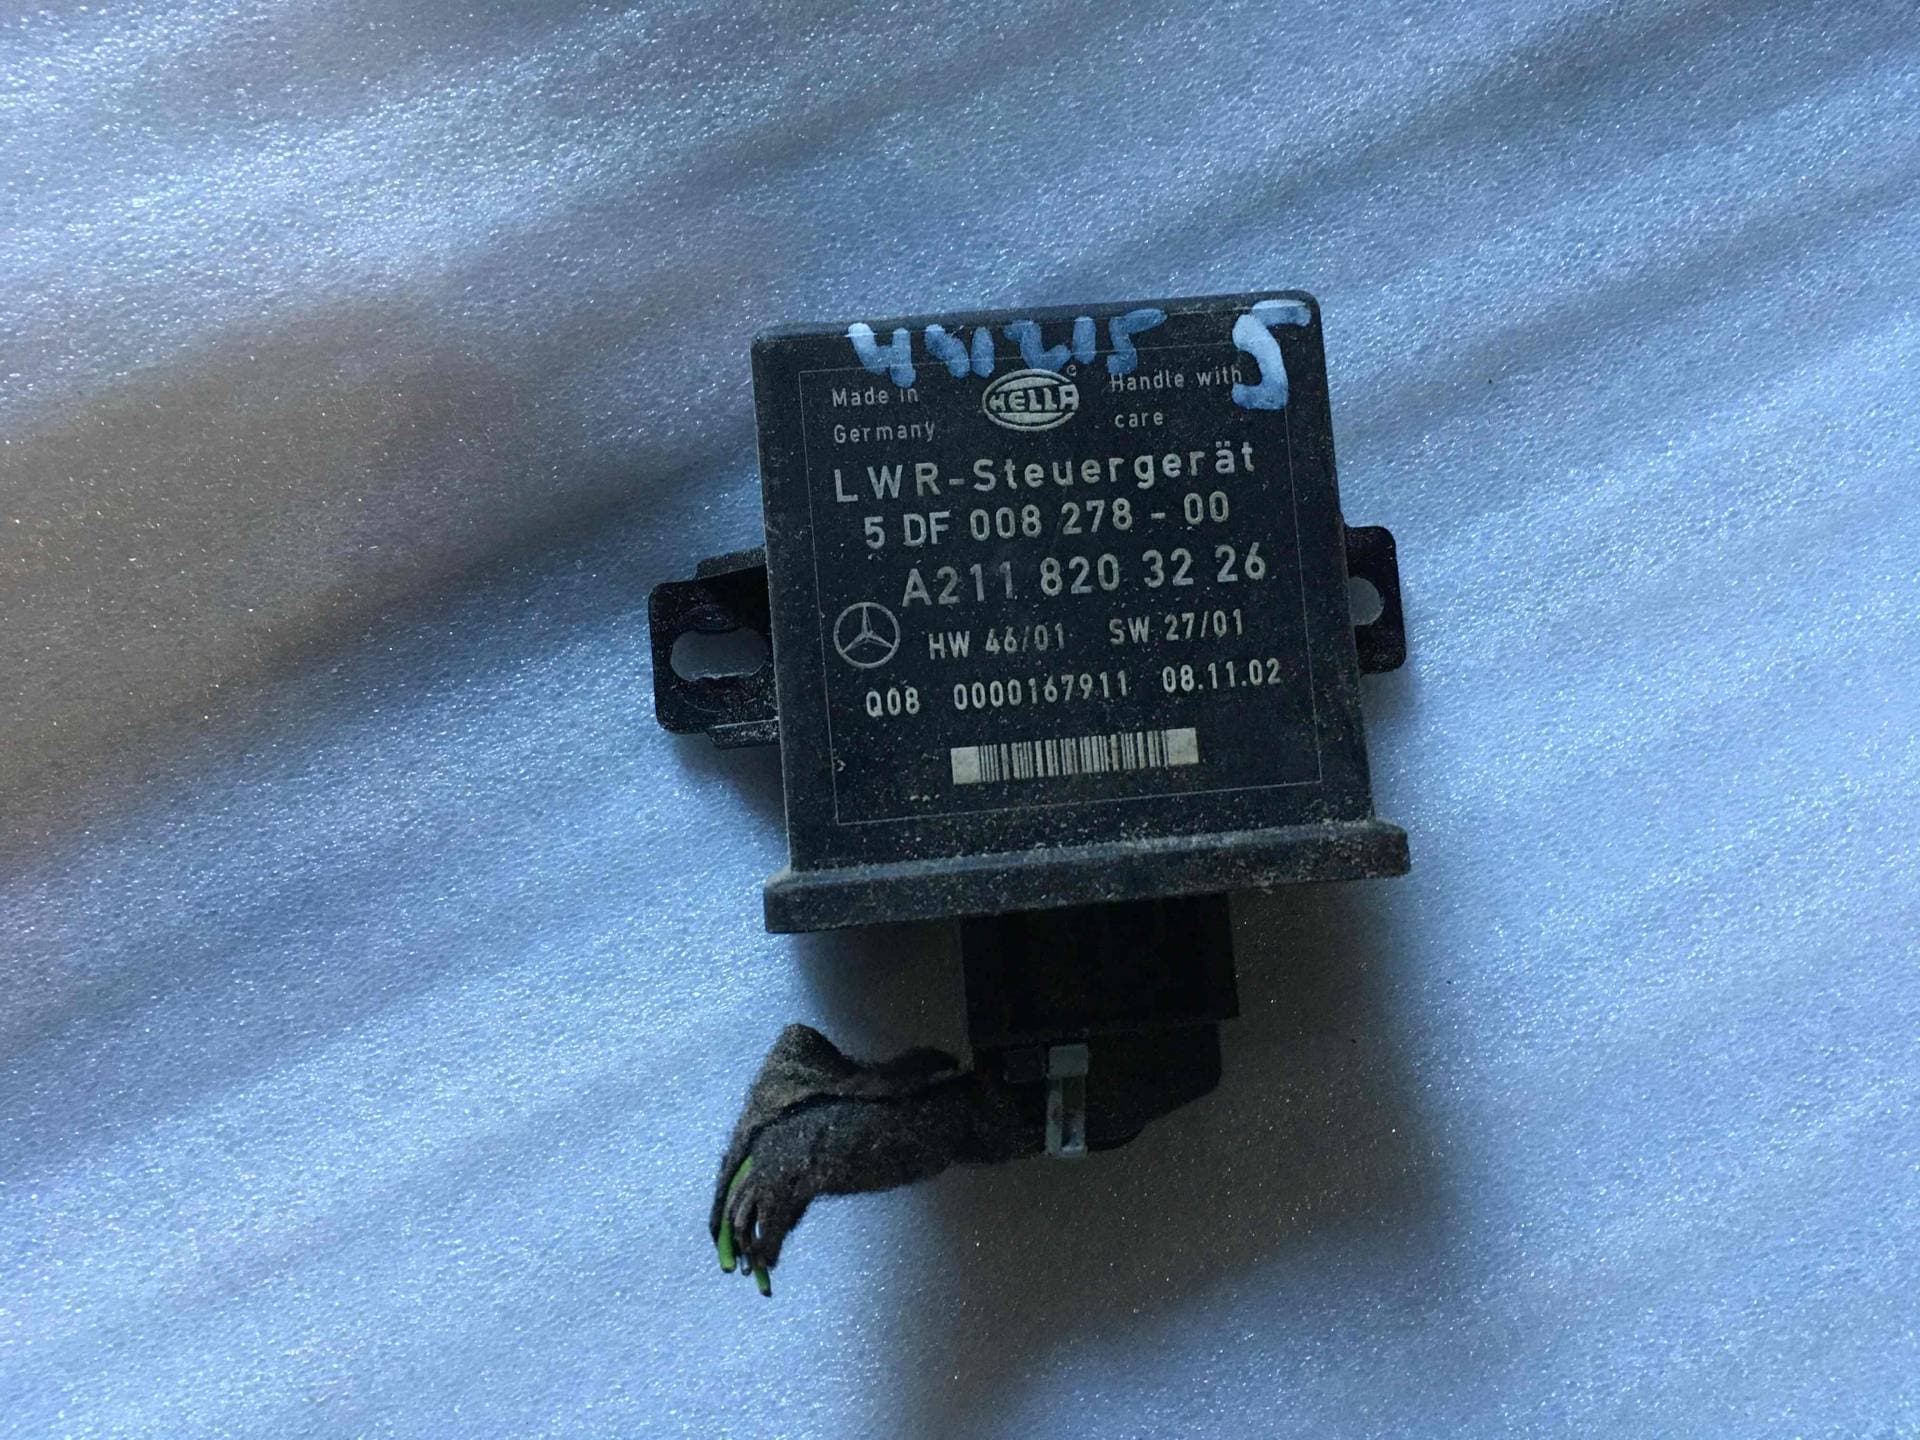 5
Made in HELLA Handle with
Germany care
LWR-Steuergerät
5 DF 008 278 - 00
A211 820 32 26
HW 46/01 SW 27/01
Q08 0000167911 08.11.02